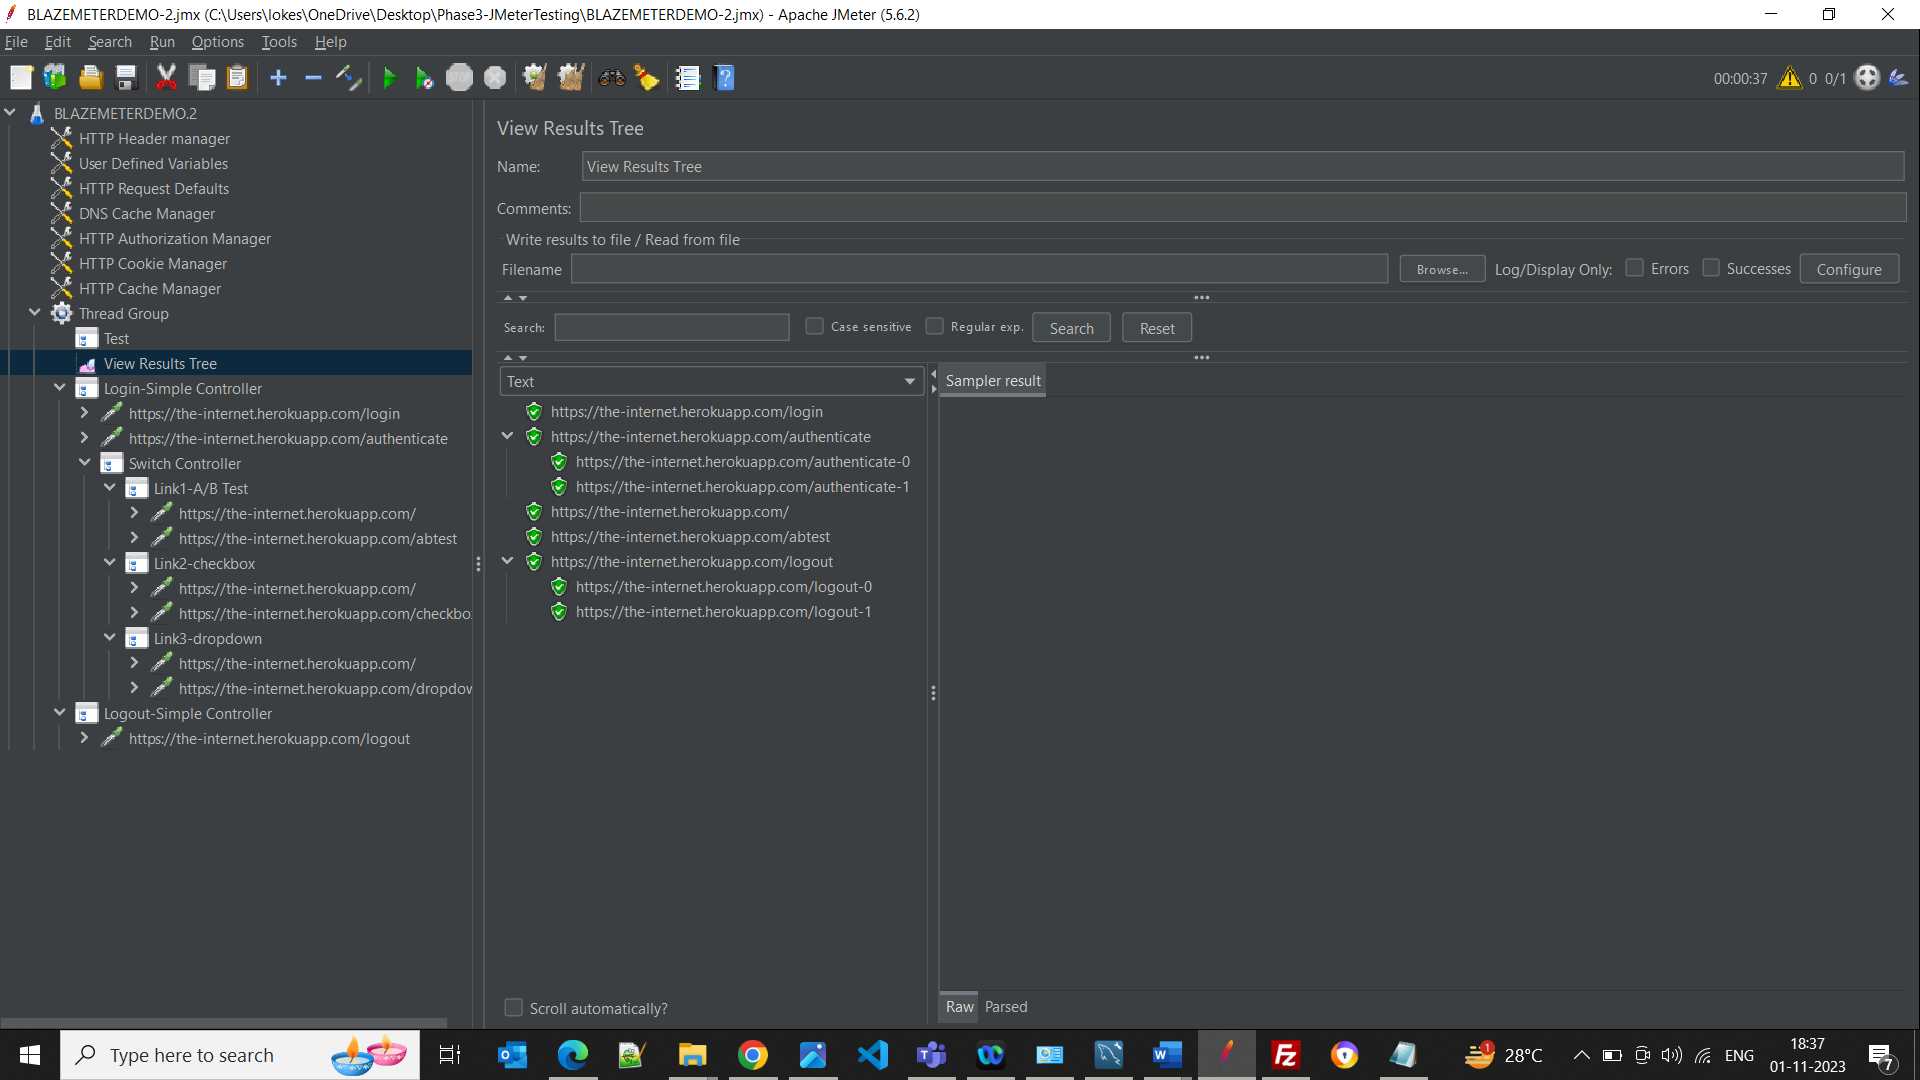 BLAZEMETERDEMO-2.jmx (C:\Users\lokes\OneDrive\Desktop\Phase3-JMeterTesting\BLAZEMETERDEMO-2.jmx) - Apache JMeter (5.6.2)
File Edit Search Run Options Tools Help
STOP
00:00:37 0 0/1
BLAZEMETERDEMO.2
HTTP Header manager
User Defined Variables
HTTP Request Defaults
DNS Cache Manager
HTTP Authorization Manager
HTTP Cookie Manager
HTTP Cache Manager
Thread Group
Test
View Results Tree
Login-Simple Controller
https://the-internet.herokuapp.com/login
https://the-internet.herokuapp.com/authenticate
Switch Controller
Link1-A/B Test
https://the-internet.herokuapp.com/
https://the-internet.herokuapp.com/abtest
Link2-checkbox
https://the-internet.herokuapp.com/
https://the-internet.herokuapp.com/checkbo
Link3-dropdown
https://the-internet.herokuapp.com/
https://the-internet.herokuapp.com/dropdov
Logout-Simple Controller
https://the-internet.herokuapp.com/logout
View Results Tree
Name: View Results Tree
Comments:
Write results to file / Read from file
Filename Browse... Log/Display Only: Errors Successes Configure
Search: Case sensitive Regular exp. Search Reset
Text
https://the-internet.herokuapp.com/login
https://the-internet.herokuapp.com/authenticate
https://the-internet.herokuapp.com/authenticate-0
https://the-internet.herokuapp.com/authenticate-1
https://the-internet.herokuapp.com/
https://the-internet.herokuapp.com/abtest
https://the-internet.herokuapp.com/logout
https://the-internet.herokuapp.com/logout-0
https://the-internet.herokuapp.com/logout-1
Scroll automatically?
Sampler result
Raw Parsed
Type here to search
1 28°C ENG
18:37
01-11-2023
7